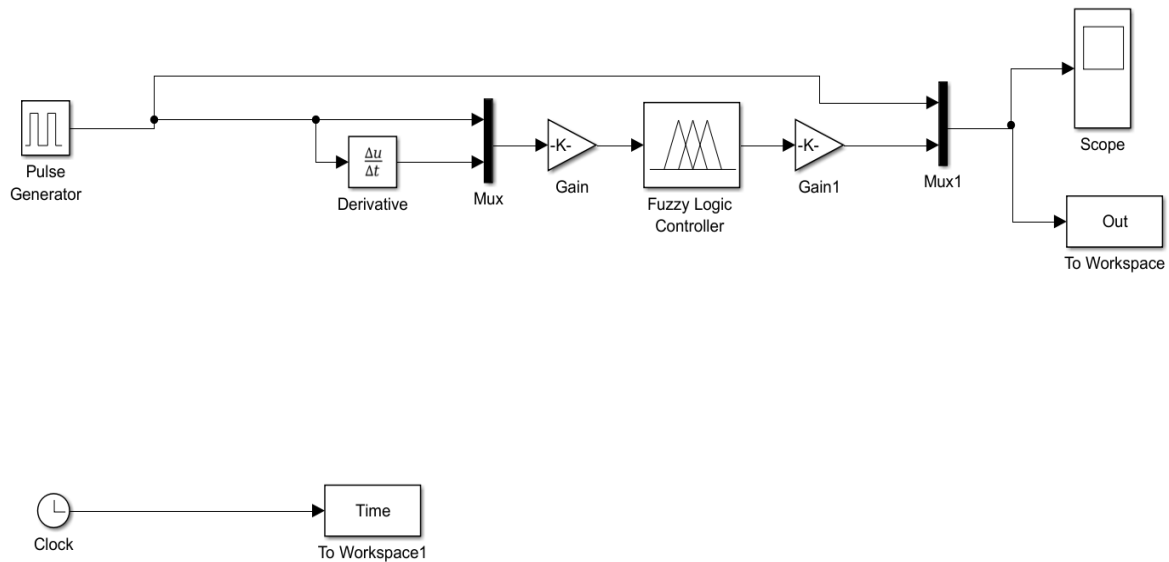 Pulse
Generator
Δu
Δt
Derivative
Mux
-K-
Gain
Fuzzy Logic
Controller
-K-
Gain1
Mux1
Scope
Out
To Workspace
Clock
Time
To Workspace1